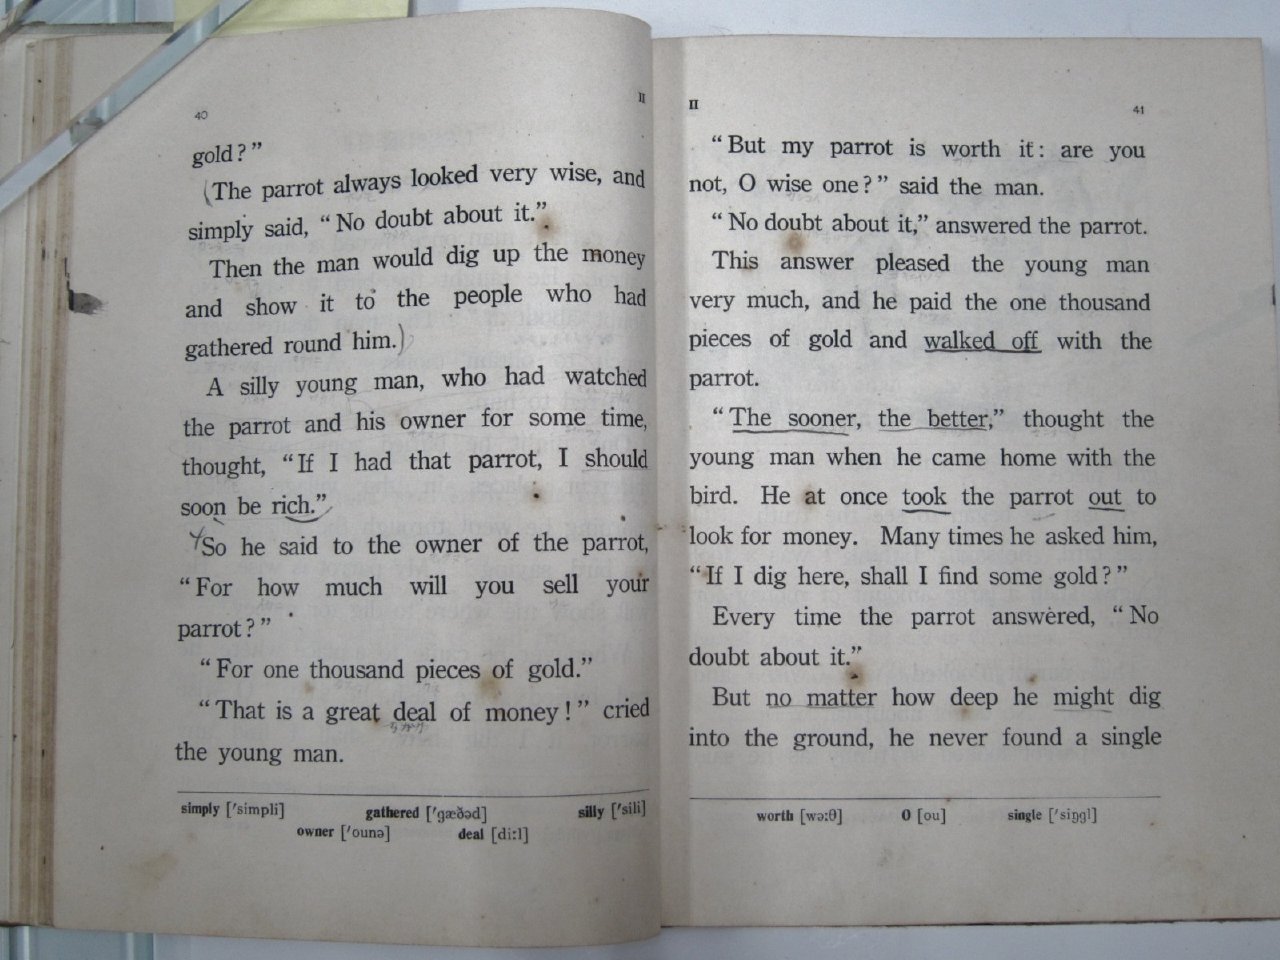 40
II
gold?”
(The parrot always looked very wise, and
simply said, “No doubt about it.”
Then the man would dig up the money
and show it to the people who had
gathered round him.)
A silly young man, who had watched
the parrot and his owner for some time,
thought, “If I had that parrot, I should
soon be rich.”
So he said to the owner of the parrot,
“For how much will you sell your
parrot?”
“For one thousand pieces of gold.”
“That is a great deal of money!” cried
the young man.
simply [ˈsimpli] gathered [ˈɡæðəd] silly [ˈsili]
owner [ˈounə] deal [diːl]
II
41
“But my parrot is worth it: are you
not, O wise one?” said the man.
“No doubt about it,” answered the parrot.
This answer pleased the young man
very much, and he paid the one thousand
pieces of gold and walked off with the
parrot.
“The sooner, the better,” thought the
young man when he came home with the
bird. He at once took the parrot out to
look for money. Many times he asked him,
“If I dig here, shall I find some gold?”
Every time the parrot answered, “No
doubt about it.”
But no matter how deep he might dig
into the ground, he never found a single
worth [wəːθ] O [ou] single [ˈsiŋɡl]